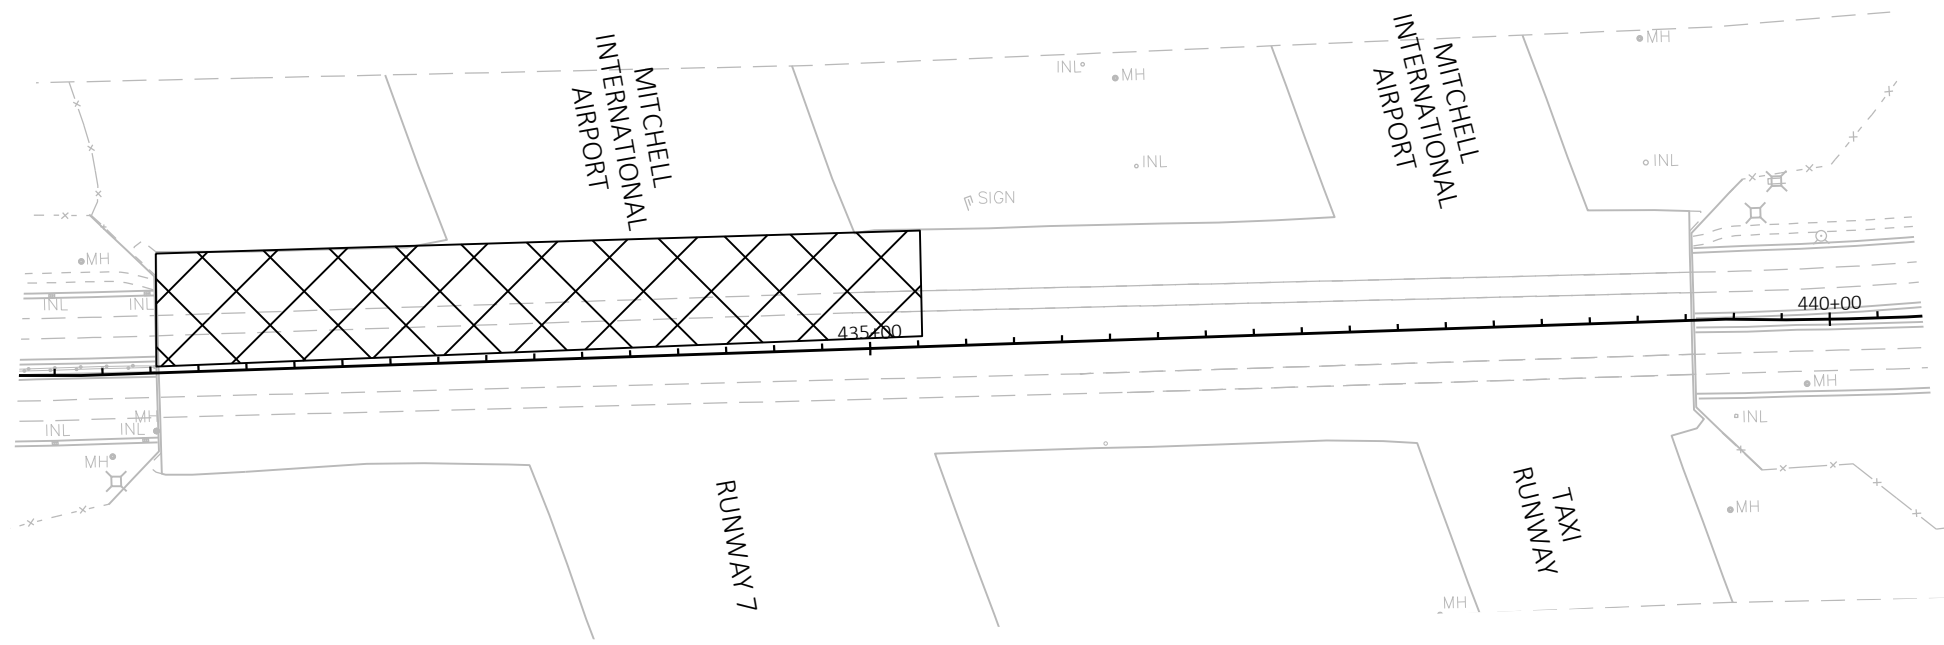 MITCHELL
INTERNATIONAL
AIRPORT
MITCHELL
INTERNATIONAL
AIRPORT
MH
INL
MH
INL
INL
SIGN
MH
INL
INL
440+00
435+00
MH
INL
INL
MH
INL
MH
RUNWAY 7
TAXI
RUNWAY
MH
MH